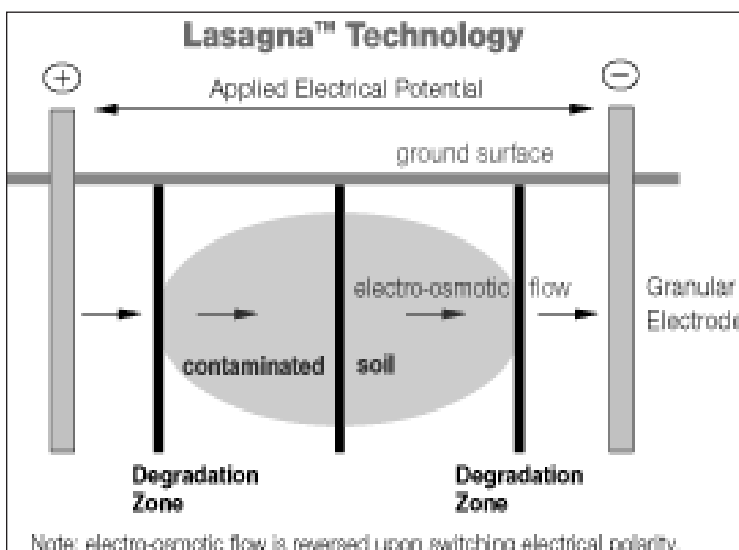 Lasagna™ Technology
+
−
Applied Electrical Potential
ground surface
electro-osmotic flow
Granular
Electrode
contaminated soil
Degradation
Zone
Degradation
Zone
Note: electro-osmotic flow is reversed upon switching electrical polarity.